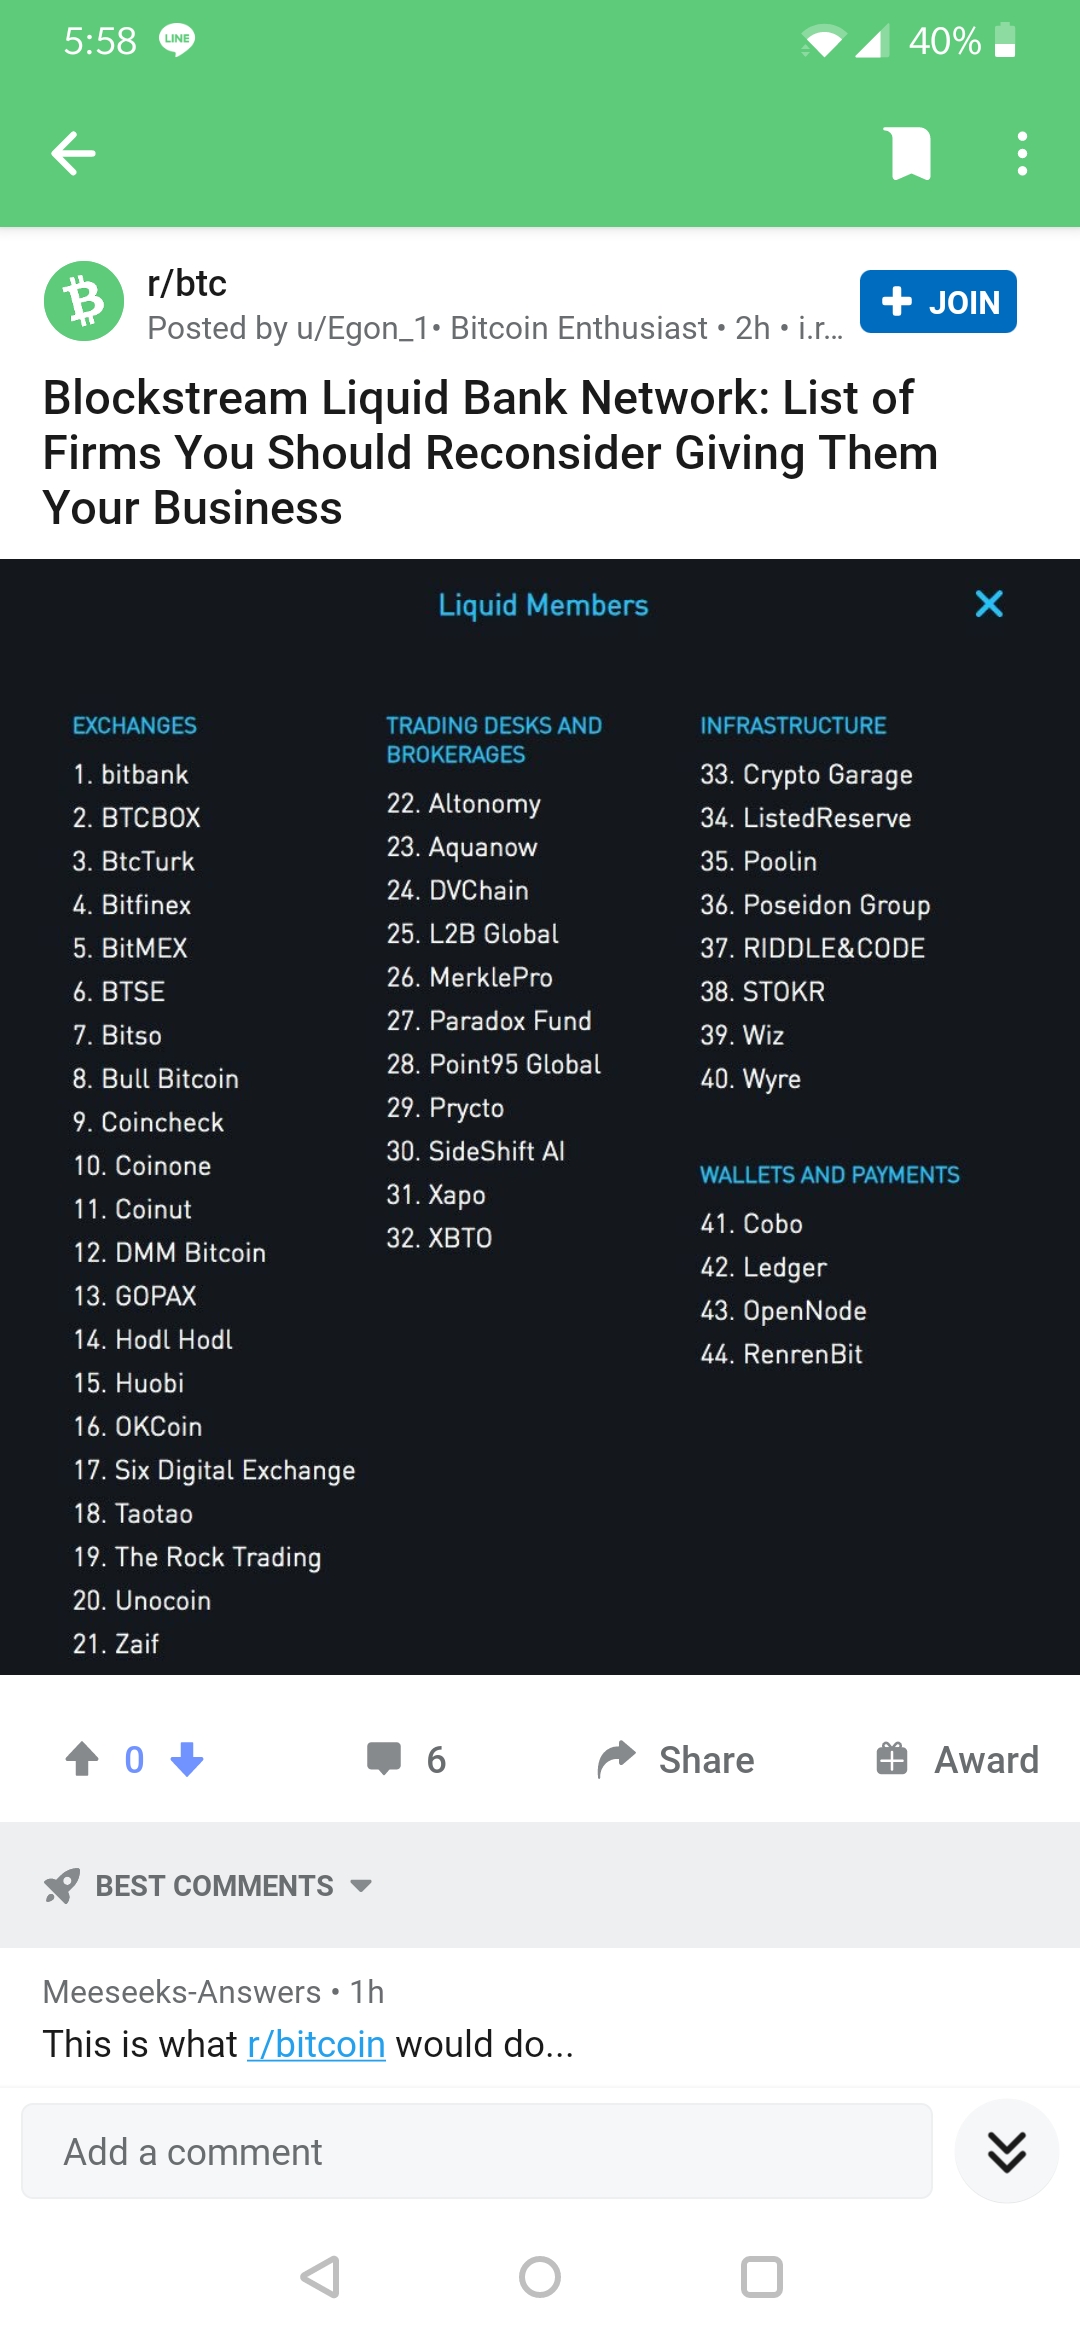 5:58 LINE 40%
r/btc
Posted by u/Egon_1• Bitcoin Enthusiast • 2h • i.r...
JOIN
Blockstream Liquid Bank Network: List of
Firms You Should Reconsider Giving Them
Your Business
Liquid Members
EXCHANGES
1. bitbank
2. BTCBOX
3. BtcTurk
4. Bitfinex
5. BitMEX
6. BTSE
7. Bitso
8. Bull Bitcoin
9. Coincheck
10. Coinone
11. Coinut
12. DMM Bitcoin
13. GOPAX
14. Hodl Hodl
15. Huobi
16. OKCoin
17. Six Digital Exchange
18. Taotao
19. The Rock Trading
20. Unocoin
21. Zaif
TRADING DESKS AND
BROKERAGES
22. Altonomy
23. Aquanow
24. DVChain
25. L2B Global
26. MerklePro
27. Paradox Fund
28. Point95 Global
29. Prycto
30. SideShift AI
31. Xapo
32. XBTO
INFRASTRUCTURE
33. Crypto Garage
34. ListedReserve
35. Poolin
36. Poseidon Group
37. RIDDLE&CODE
38. STOKR
39. Wiz
40. Wyre
WALLETS AND PAYMENTS
41. Cobo
42. Ledger
43. OpenNode
44. RenrenBit
0 6 Share Award
BEST COMMENTS
Meeseeks-Answers • 1h
This is what r/bitcoin would do...
Add a comment